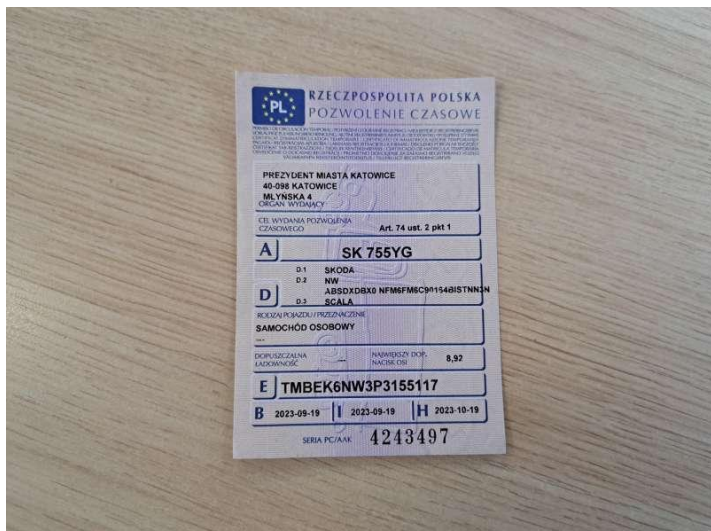 PL
RZECZPOSPOLITA POLSKA
POZWOLENIE CZASOWE
PREZYDENT MIASTA KATOWICE
40-098 KATOWICE
MŁYŃSKA 4
ORGAN WYDAJĄCY
CEL WYDANIA POZWOLENIA
CZASOWEGO Art. 74 ust. 2 pkt 1
A SK 755YG
D.1 SKODA
D.2 NW
D
D.3 SCALA
RODZAJ POJAZDU / PRZEZNACZENIE
SAMOCHÓD OSOBOWY
---
DOPUSZCZALNA NAJWIĘKSZY DOP.
ŁADOWNOŚĆ — NACISK OSI 8,92
E TMBEK6NW3P3155117
B 2023-09-19 I 2023-09-19 H 2023-10-19
SERIA PC/AAK 4243497